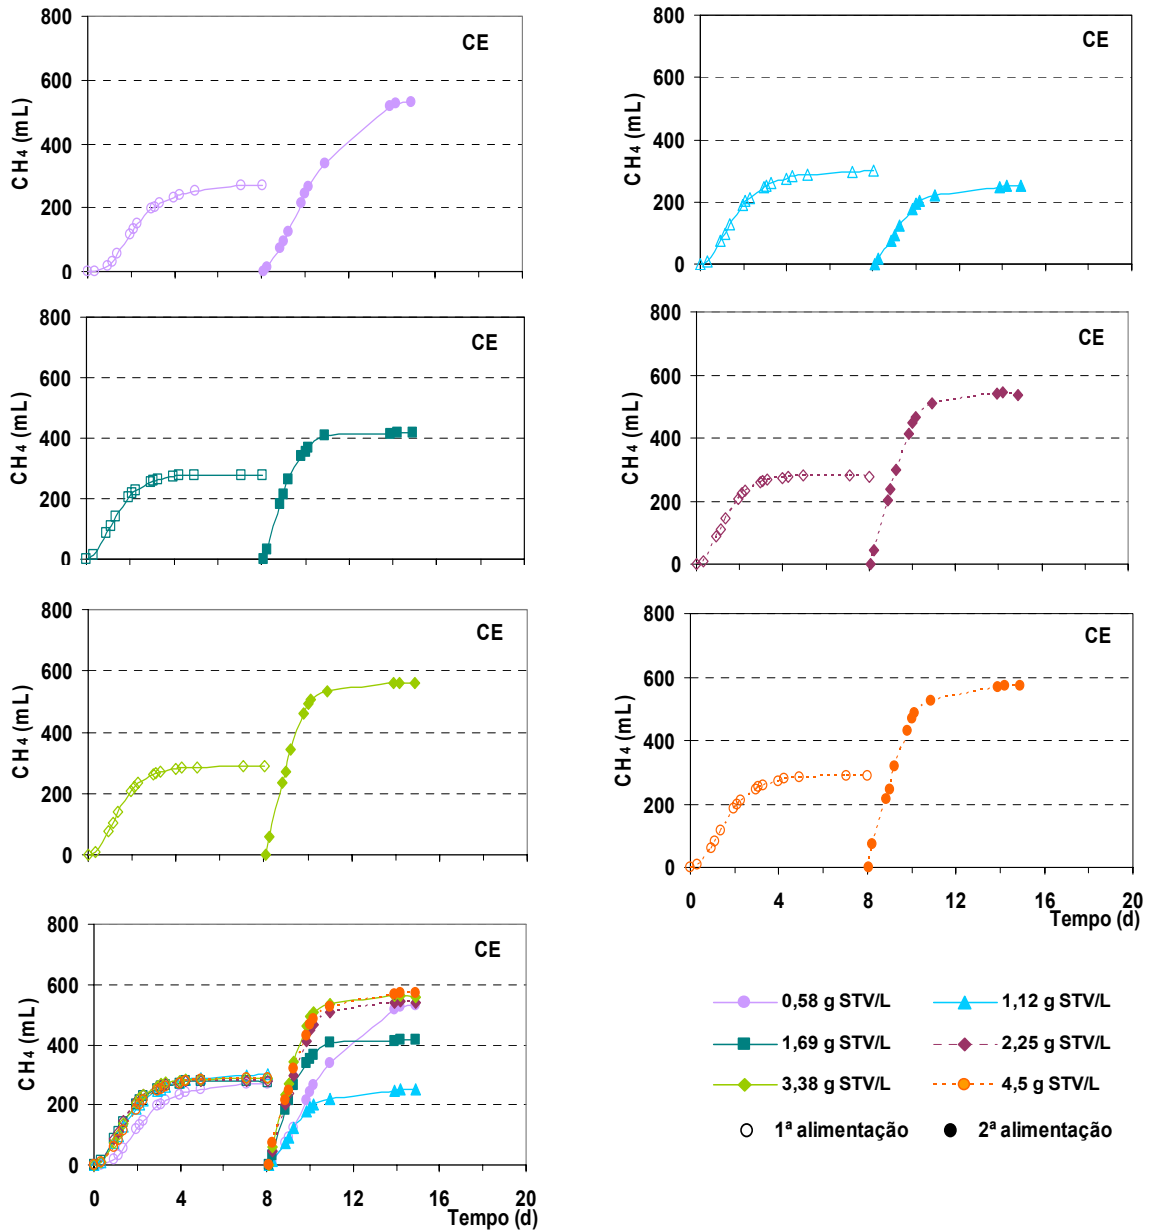 800
600
400
200
0
CH₄ (mL)
CE
800
600
400
200
0
CH₄ (mL)
CE
800
600
400
200
0
CH₄ (mL)
CE
800
600
400
200
0
CH₄ (mL)
CE
800
600
400
200
0
CH₄ (mL)
CE
800
600
400
200
0
CH₄ (mL)
CE
0 4 8 12 16 20
Tempo (d)
800
600
400
200
0
CH₄ (mL)
CE
0 4 8 12 16 20
Tempo (d)
0,58 g STV/L 1,12 g STV/L
1,69 g STV/L 2,25 g STV/L
3,38 g STV/L 4,5 g STV/L
1ª alimentação 2ª alimentação